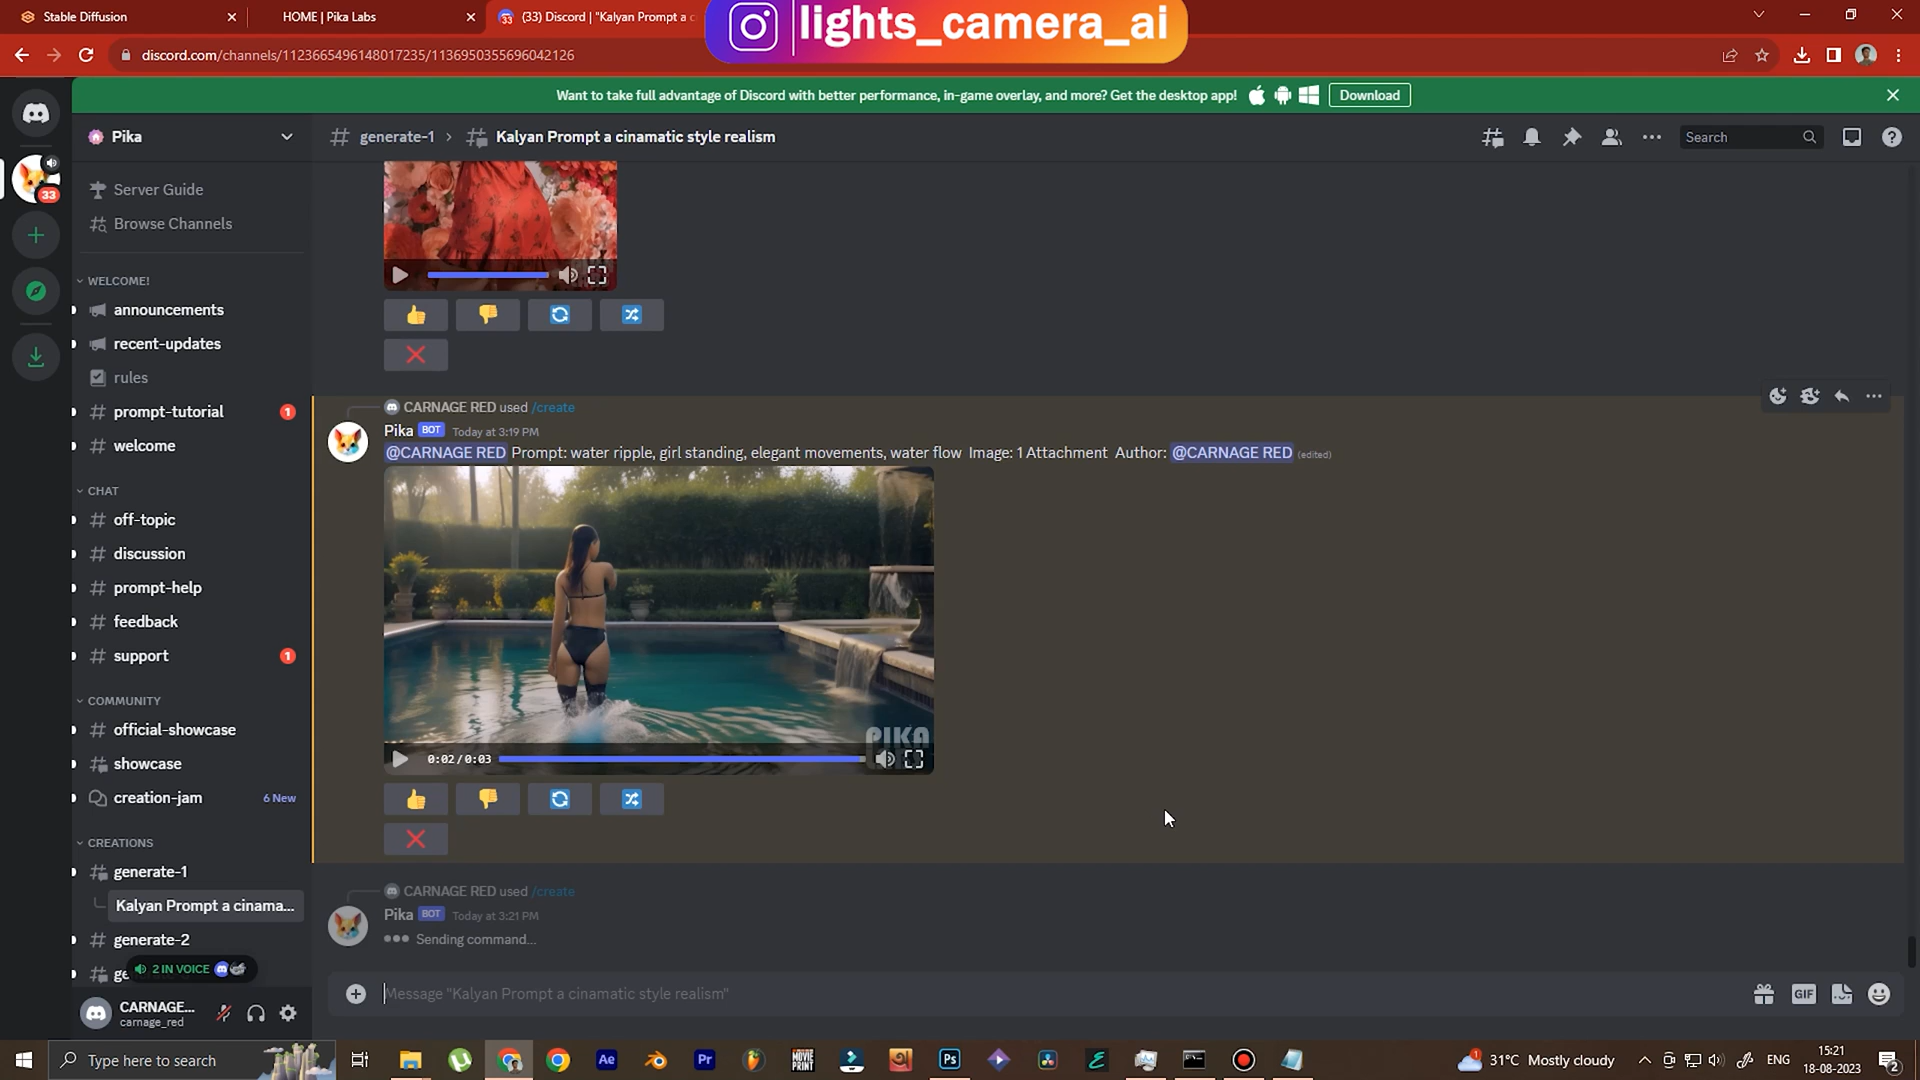 Stable Diffusion
HOME | Pika Labs
(33) Discord | "Kalyan Prompt a c
lights_camera_ai
discord.com/channels/1123665496148017235/1136950355696042126
Want to take full advantage of Discord with better performance, in-game overlay, and more? Get the desktop app!
Download
Pika
generate-1
Kalyan Prompt a cinamatic style realism
Search
33
Server Guide
Browse Channels
WELCOME!
announcements
recent-updates
rules
prompt-tutorial
1
welcome
CHAT
off-topic
discussion
prompt-help
feedback
support
1
COMMUNITY
official-showcase
showcase
creation-jam
6 New
CREATIONS
generate-1
Kalyan Prompt a cinama...
generate-2
ge
2 IN VOICE
CARNAGE...
carnage_red
CARNAGE RED used /create
Pika BOT Today at 3:19 PM
@CARNAGE RED Prompt: water ripple, girl standing, elegant movements, water flow Image: 1 Attachment Author: @CARNAGE RED (edited)
PIKA
0:02/0:03
CARNAGE RED used /create
Pika BOT Today at 3:21 PM
Sending command...
Message "Kalyan Prompt a cinamatic style realism"
GIF
Type here to search
Ae
Pr
MOVIE
PRINT
Ps
1
31°C Mostly cloudy
ENG
15:21
18-08-2023
2